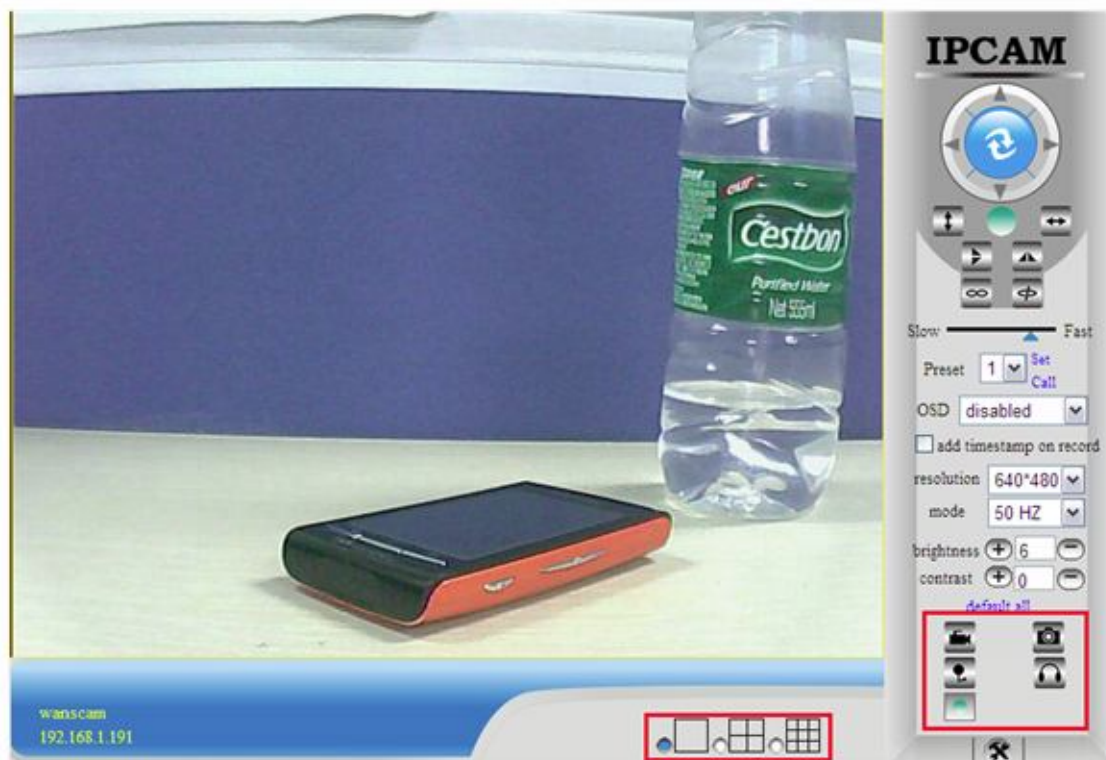 IPCAM
our
Cestbon
Purified Water
Net 555ml
Slow Fast
Preset 1 Set
Call
OSD disabled
add timestamp on record
resolution 640*480
mode 50 HZ
brightness 6
contrast 0
default all
wanscam
192.168.1.191